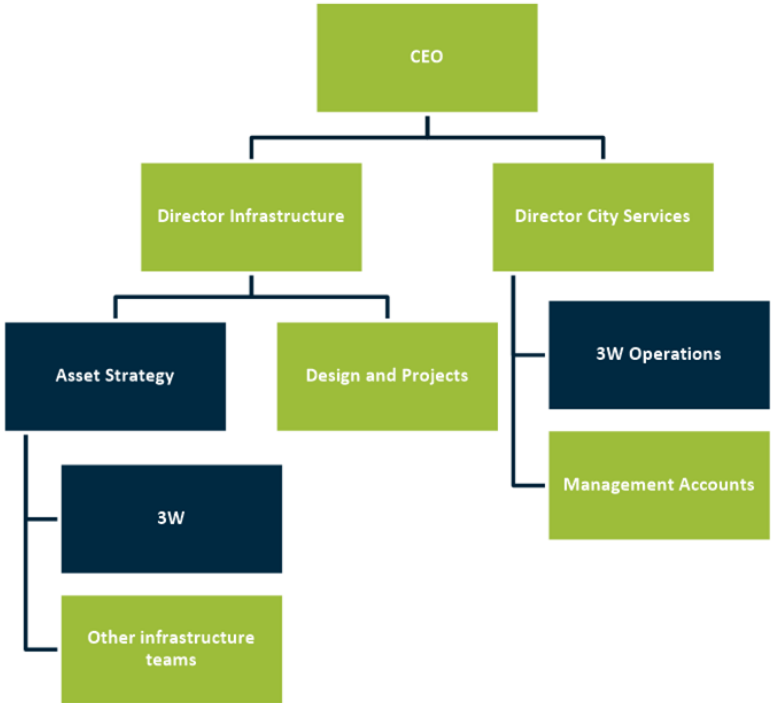 CEO
Director Infrastructure
Director City Services
Asset Strategy
Design and Projects
3W Operations
Management Accounts
3W
Other infrastructure
teams